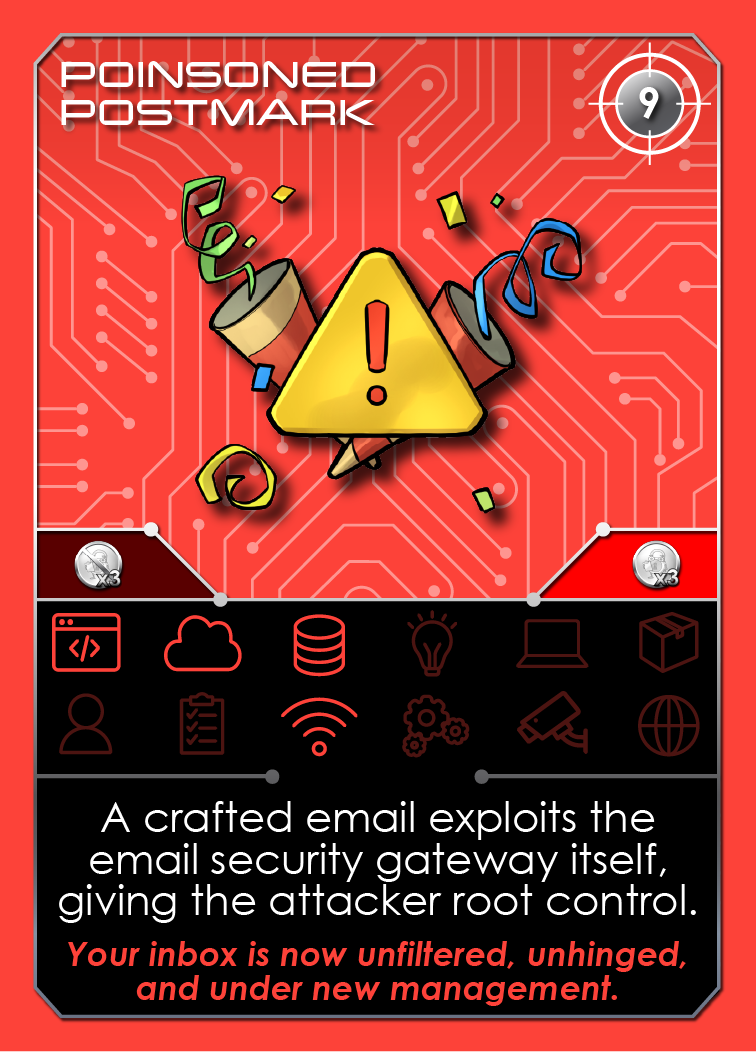 POINSONED
POSTMARK
9
!
X3
X3
</>
A crafted email exploits the
email security gateway itself,
giving the attacker root control.
Your inbox is now unfiltered, unhinged,
and under new management.